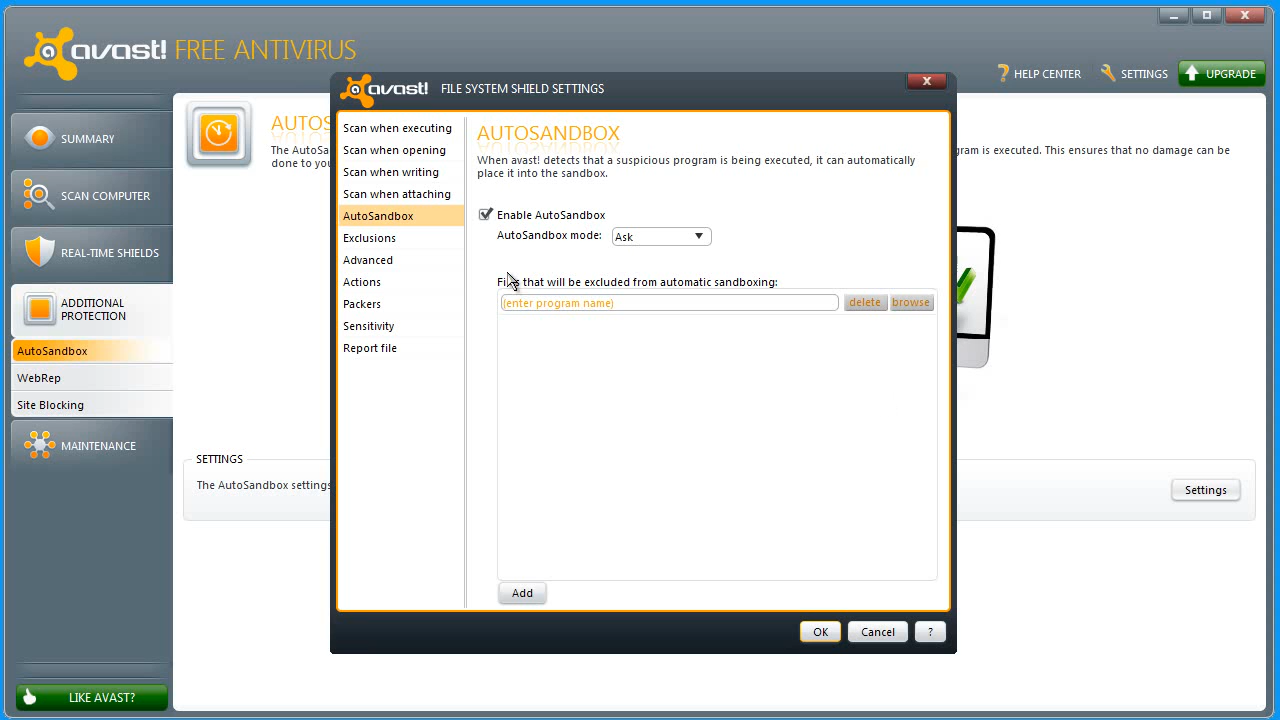 avast! FREE ANTIVIRUS
HELP CENTER
SETTINGS
UPGRADE
SUMMARY
SCAN COMPUTER
REAL-TIME SHIELDS
ADDITIONAL
PROTECTION
AutoSandbox
WebRep
Site Blocking
MAINTENANCE
LIKE AVAST?
AUTOS
The AutoSa
gram is executed. This ensures that no damage can be
done to you
SETTINGS
The AutoSandbox settings
Settings
avast! FILE SYSTEM SHIELD SETTINGS
Scan when executing
Scan when opening
Scan when writing
Scan when attaching
AutoSandbox
Exclusions
Advanced
Actions
Packers
Sensitivity
Report file
AUTOSANDBOX
When avast! detects that a suspicious program is being executed, it can automatically
place it into the sandbox.
Enable AutoSandbox
AutoSandbox mode: Ask
Files that will be excluded from automatic sandboxing:
(enter program name) delete browse
Add
OK Cancel ?